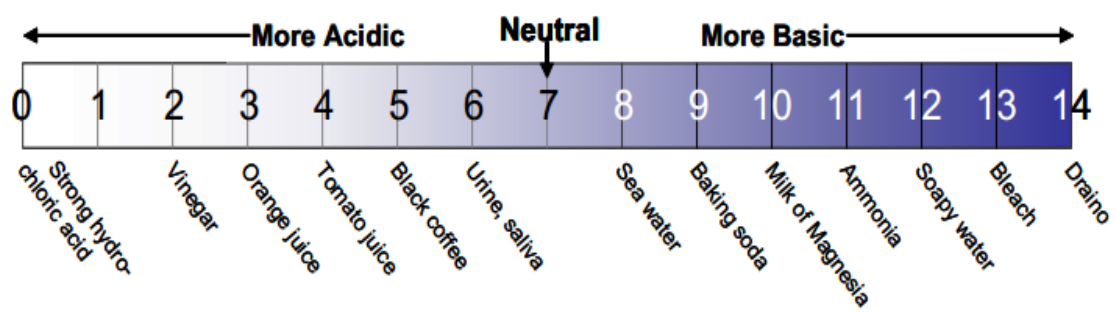 More Acidic Neutral More Basic
0 1 2 3 4 5 6 7 8 9 10 11 12 13 14
Strong hydro-
chloric acid
Vinegar
Orange juice
Tomato juice
Black coffee
Urine, saliva
Sea water
Baking soda
Milk of Magnesia
Ammonia
Soapy water
Bleach
Draino